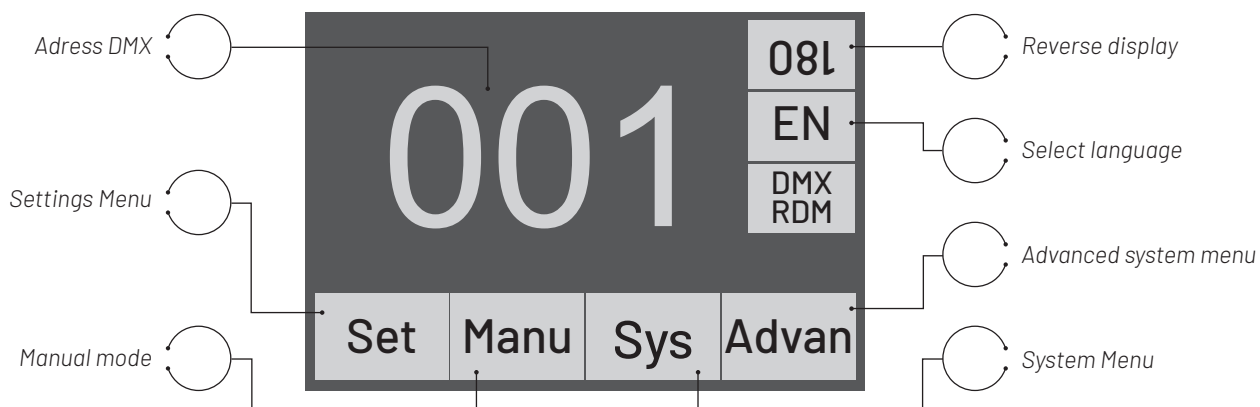 Adress DMX
Reverse display
180
001
EN
Select language
DMX
RDM
Settings Menu
Advanced system menu
Set
Manu
Sys
Advan
Manual mode
System Menu